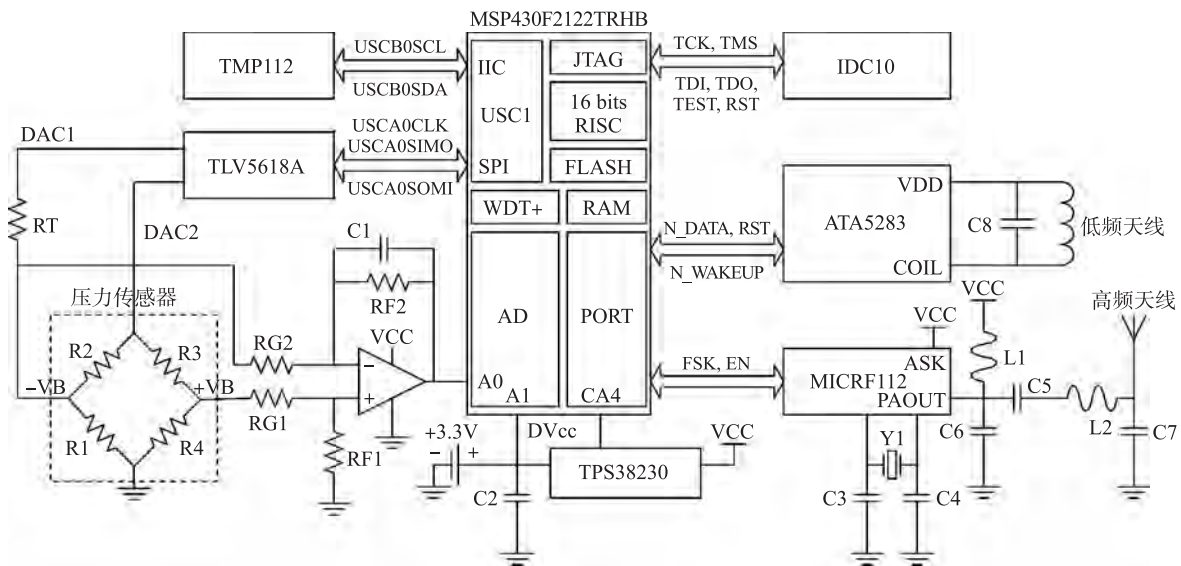 MSP430F2122TRHB
TMP112
USCB0SCL
USCB0SDA
IIC
USC1
SPI
JTAG
16 bits
RISC
FLASH
WDT+
RAM
TCK, TMS
TDI, TDO,
TEST, RST
IDC10
DAC1
TLV5618A
USCA0CLK
USCA0SIMO
USCA0SOMI
RT
DAC2
C1
RF2
N_DATA, RST
N_WAKEUP
VDD
ATA5283
COIL
C8
低频天线
压力传感器
R2
R3
−VB
+VB
R1
R4
RG2
RG1
VCC
−
+
RF1
AD
A0
A1
PORT
CA4
FSK, EN
VCC
ASK
MICRF112
PAOUT
VCC
L1
C5
高频天线
L2
C6
C7
+3.3V
−
+
DVcc
VCC
TPS38230
C2
Y1
C3
C4